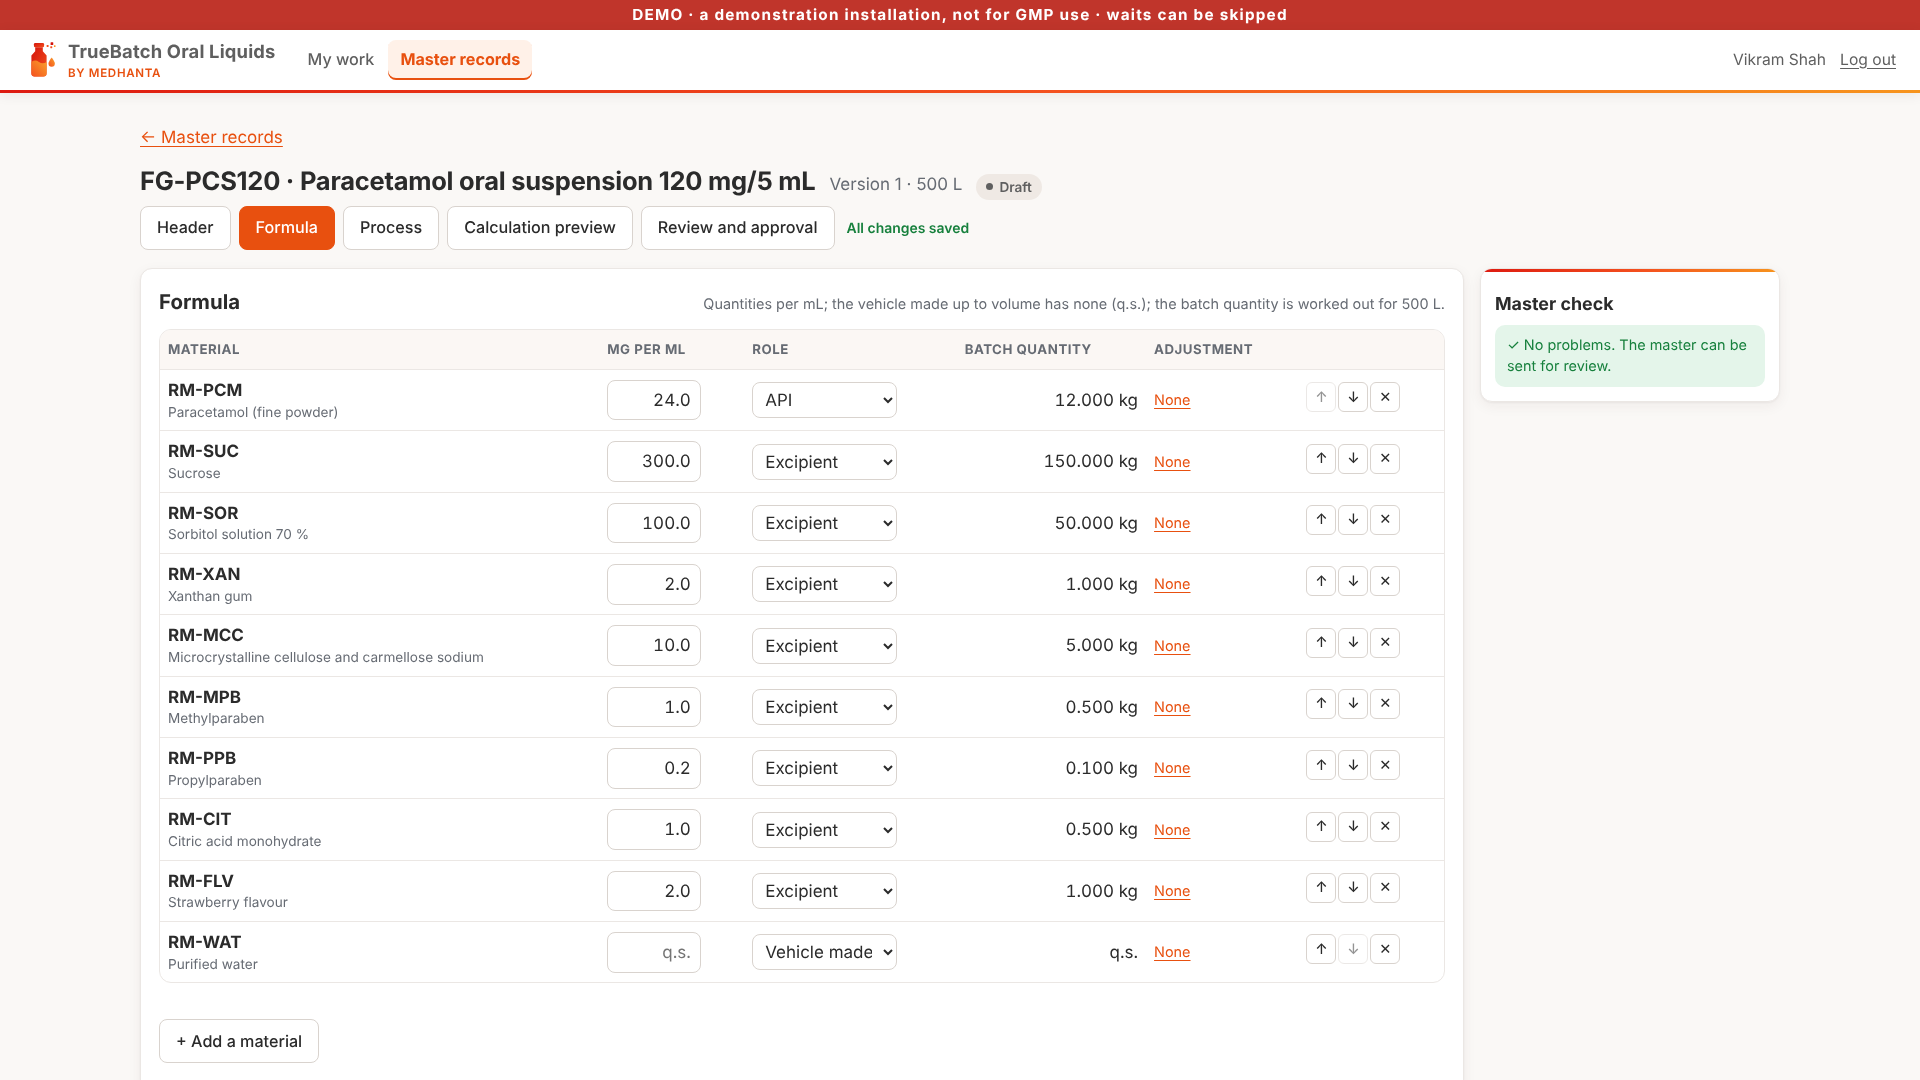 DEMO · a demonstration installation, not for GMP use · waits can be skipped
TrueBatch Oral Liquids
BY MEDHANTA
My work
Master records
Vikram Shah
Log out
← Master records
FG-PCS120 · Paracetamol oral suspension 120 mg/5 mL Version 1 · 500 L ● Draft
Header
Formula
Process
Calculation preview
Review and approval
All changes saved
Formula
Quantities per mL; the vehicle made up to volume has none (q.s.); the batch quantity is worked out for 500 L.
MATERIAL MG PER ML ROLE BATCH QUANTITY ADJUSTMENT
RM-PCM
Paracetamol (fine powder)
24.0 API 12.000 kg None ↑ ↓ ×
RM-SUC
Sucrose
300.0 Excipient 150.000 kg None ↑ ↓ ×
RM-SOR
Sorbitol solution 70 %
100.0 Excipient 50.000 kg None ↑ ↓ ×
RM-XAN
Xanthan gum
2.0 Excipient 1.000 kg None ↑ ↓ ×
RM-MCC
Microcrystalline cellulose and carmellose sodium
10.0 Excipient 5.000 kg None ↑ ↓ ×
RM-MPB
Methylparaben
1.0 Excipient 0.500 kg None ↑ ↓ ×
RM-PPB
Propylparaben
0.2 Excipient 0.100 kg None ↑ ↓ ×
RM-CIT
Citric acid monohydrate
1.0 Excipient 0.500 kg None ↑ ↓ ×
RM-FLV
Strawberry flavour
2.0 Excipient 1.000 kg None ↑ ↓ ×
RM-WAT
Purified water
q.s. Vehicle made q.s. None ↑ ↓ ×
+ Add a material
Master check
✓ No problems. The master can be
sent for review.